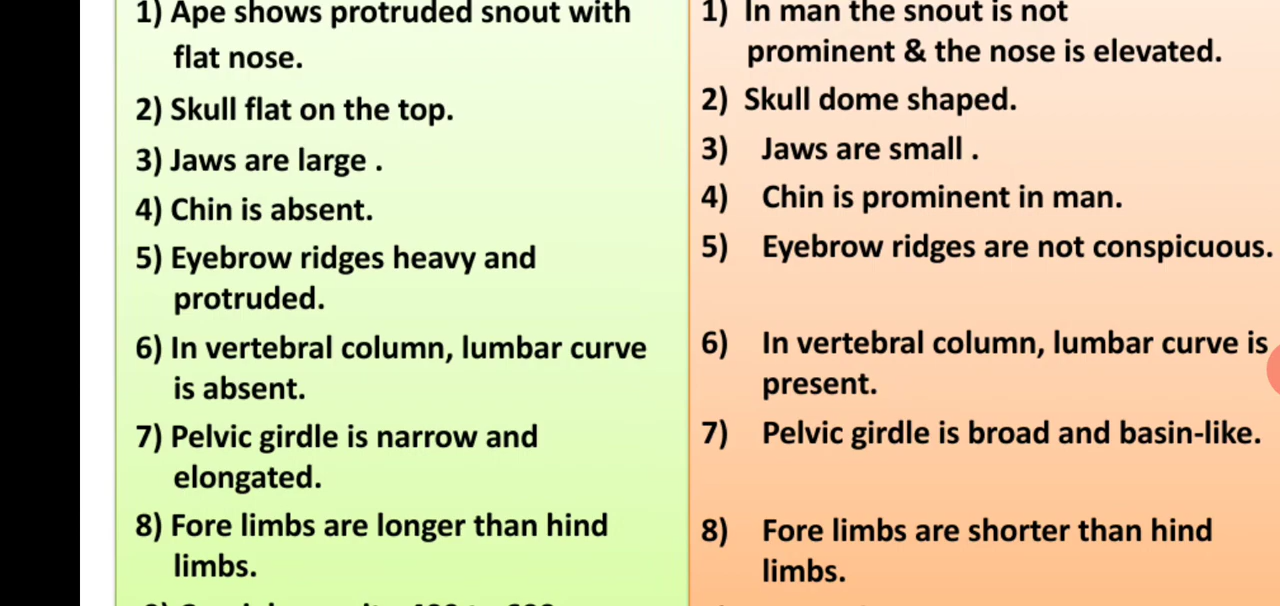 1) Ape shows protruded snout with
flat nose.
2) Skull flat on the top.
3) Jaws are large .
4) Chin is absent.
5) Eyebrow ridges heavy and
protruded.
6) In vertebral column, lumbar curve
is absent.
7) Pelvic girdle is narrow and
elongated.
8) Fore limbs are longer than hind
limbs.
1) In man the snout is not
prominent & the nose is elevated.
2) Skull dome shaped.
3) Jaws are small .
4) Chin is prominent in man.
5) Eyebrow ridges are not conspicuous.
6) In vertebral column, lumbar curve is
present.
7) Pelvic girdle is broad and basin-like.
8) Fore limbs are shorter than hind
limbs.